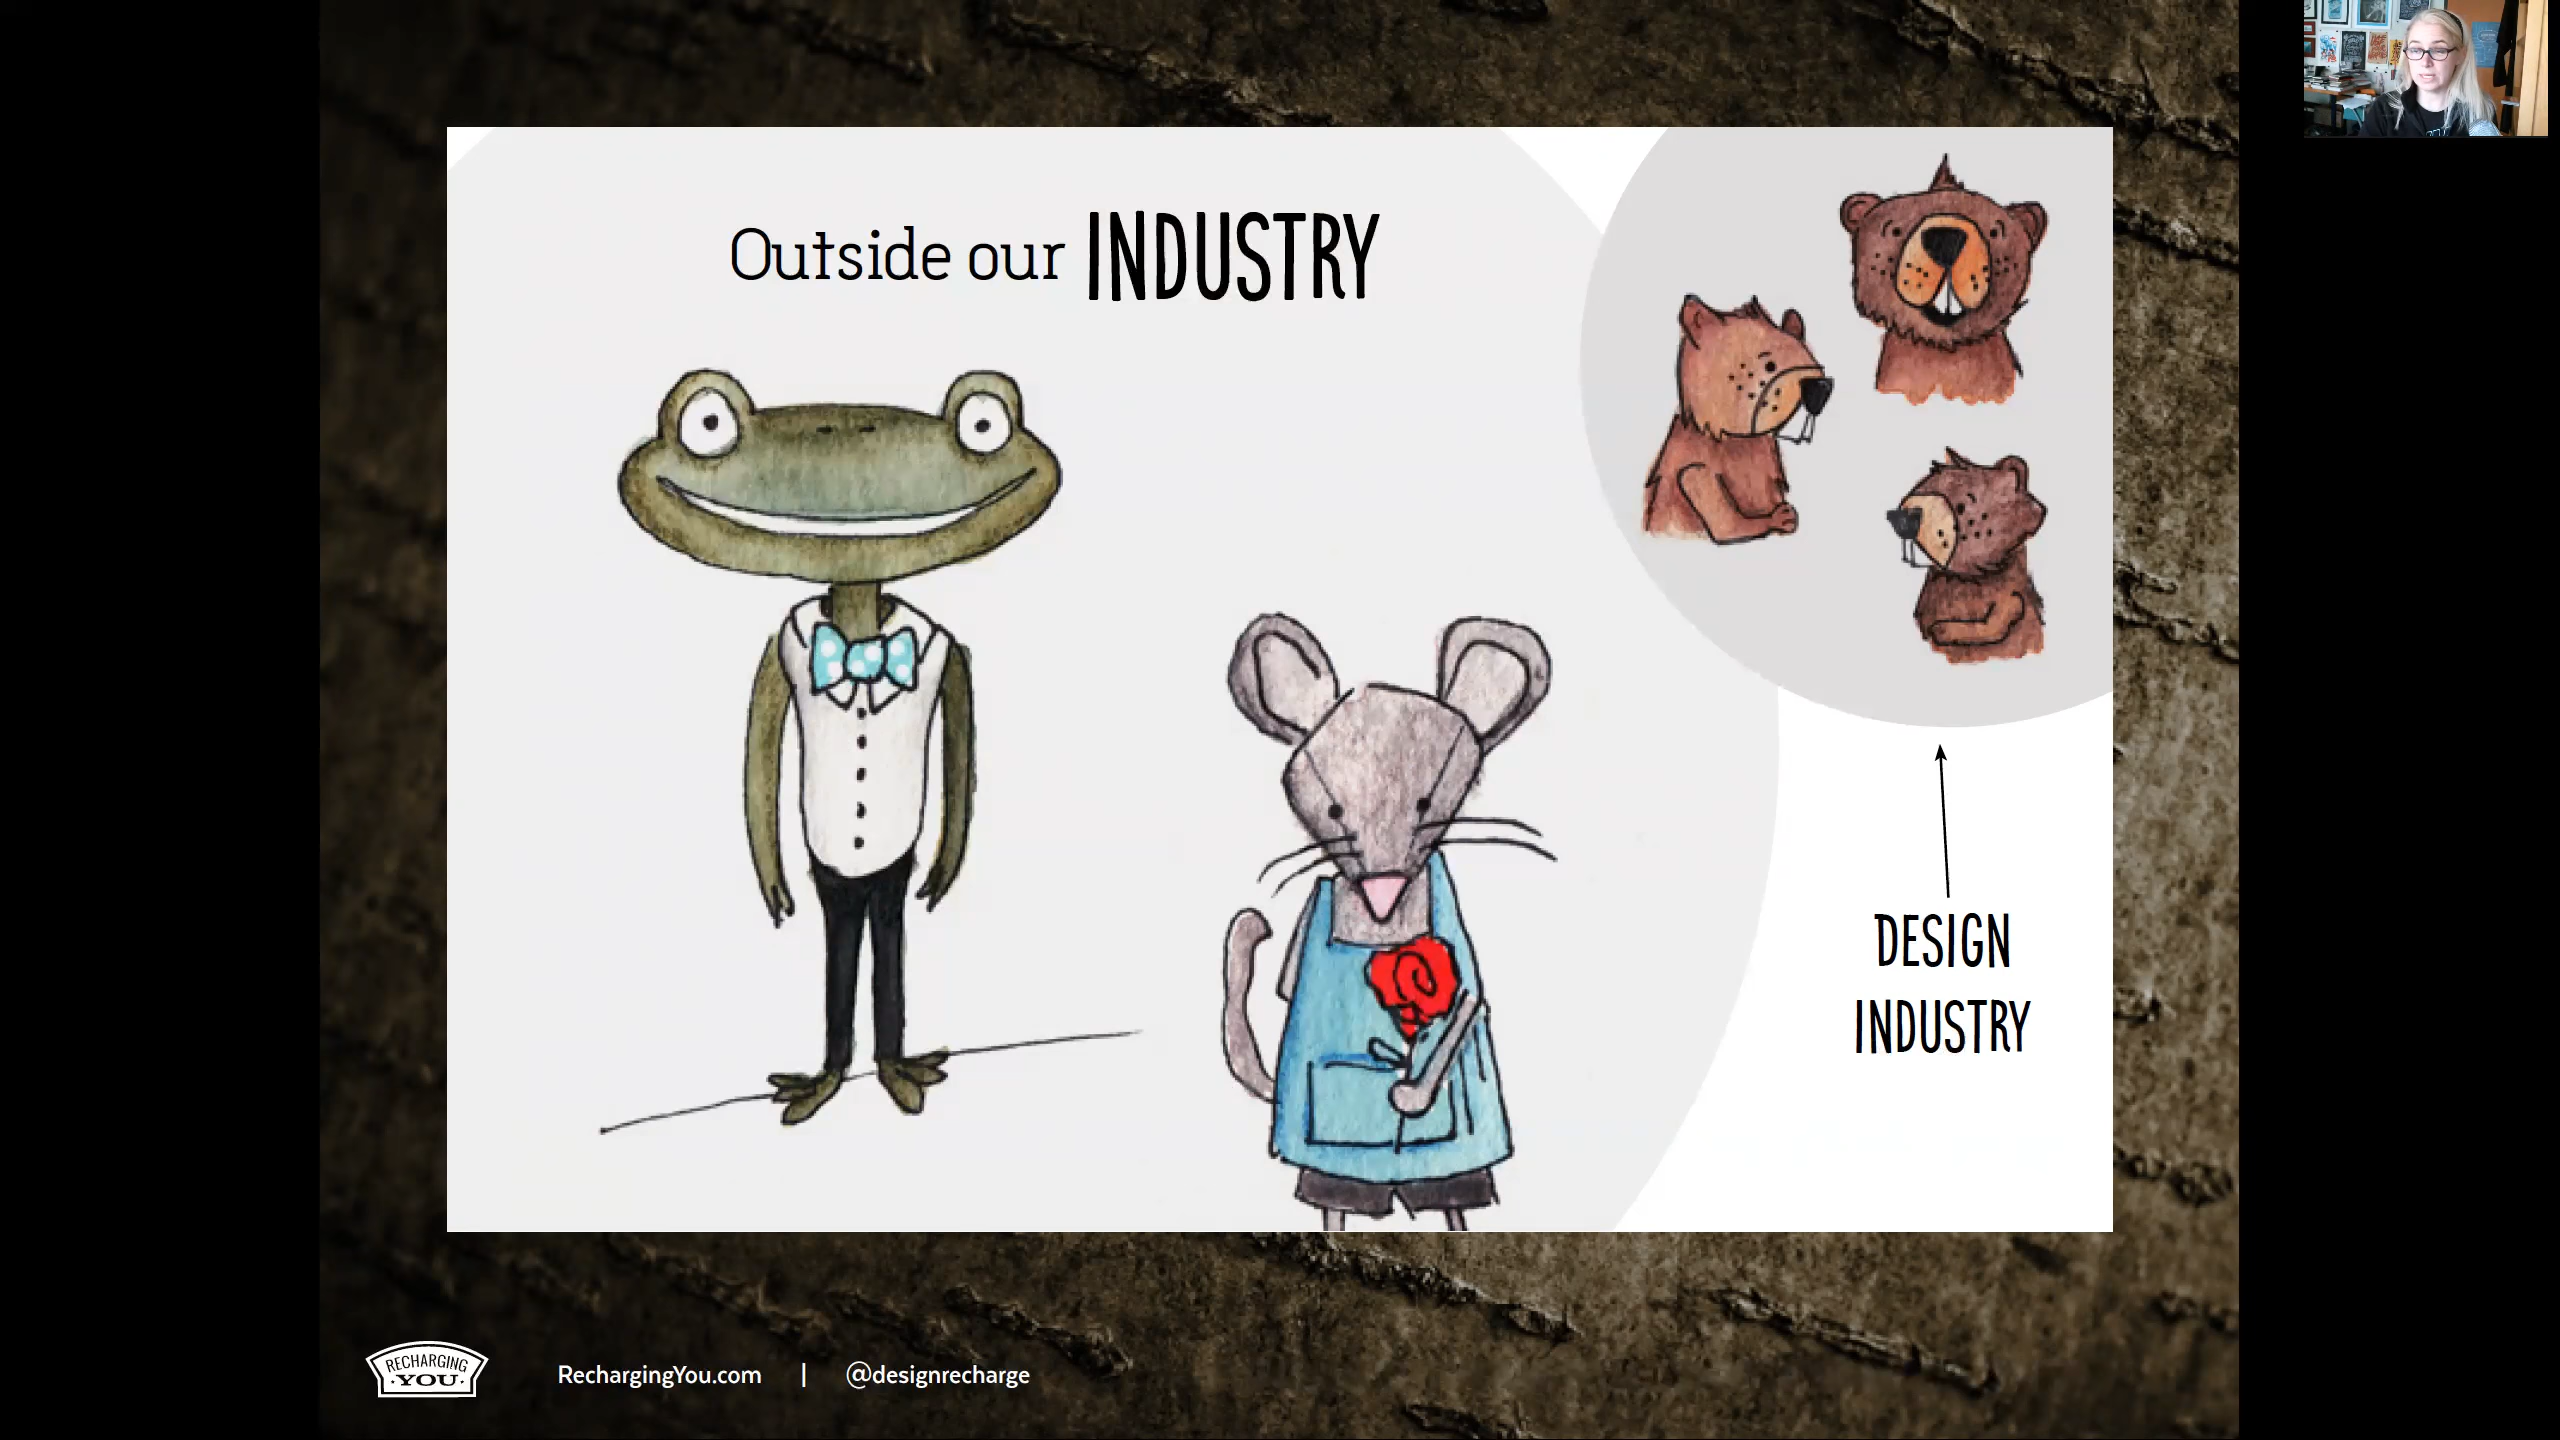 Outside our INDUSTRY
DESIGN
INDUSTRY
RECHARGING
· YOU ·
RechargingYou.com | @designrecharge